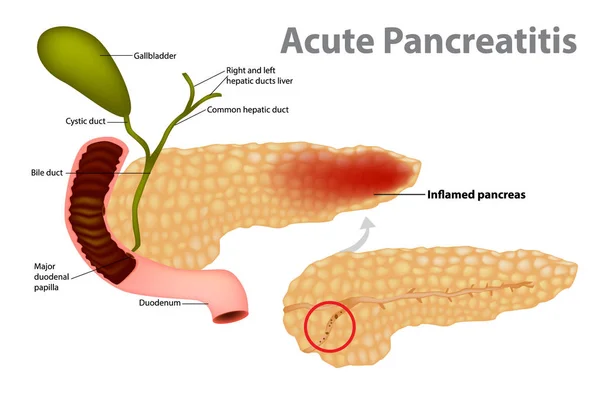 Acute Pancreatitis
Gallbladder
Right and left
hepatic ducts liver
Common hepatic duct
Cystic duct
Bile duct
Inflamed pancreas
Major
duodenal
papilla
Duodenum